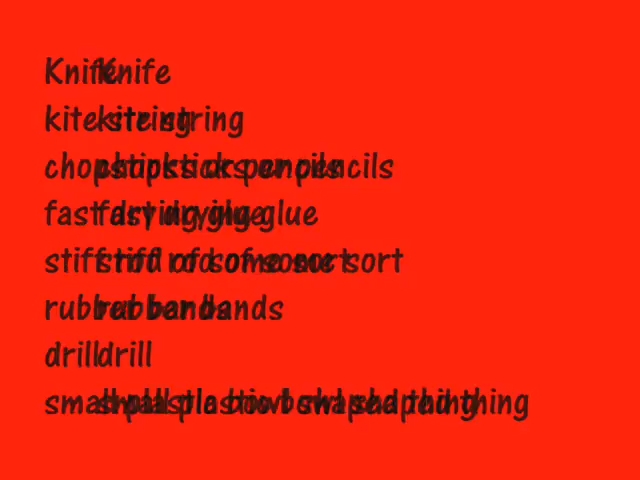 Knife
kite string
chopsticks or pencils
fast drying glue
stiff rod of some sort
rubber bands
drill
small plastic bowl shaped thing